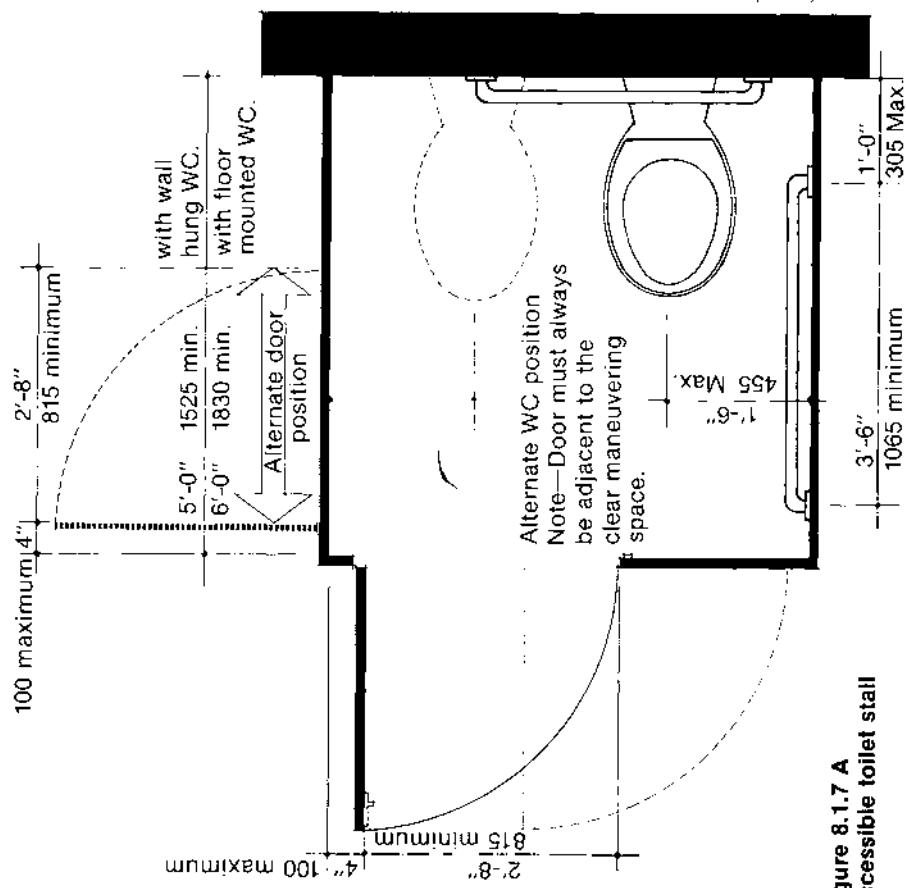 100 maximum 4"
2'-8"
815 minimum
with wall
hung WC.
with floor
mounted WC.
5'-0" 1525 min.
6'-0" 1830 min.
Alternate door
position
Alternate WC position
Note—Door must always
be adjacent to the
clear maneuvering
space.
1'-6"
455 Max.
1'-0"
305 Max.
3'-6"
1065 minimum
4" 100 maximum
2'-8"
815 minimum
gure 8.1.7 A
ccessible toilet stall